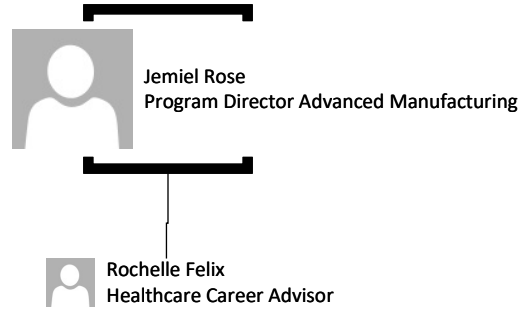 Jemiel Rose
Program Director Advanced Manufacturing
Rochelle Felix
Healthcare Career Advisor